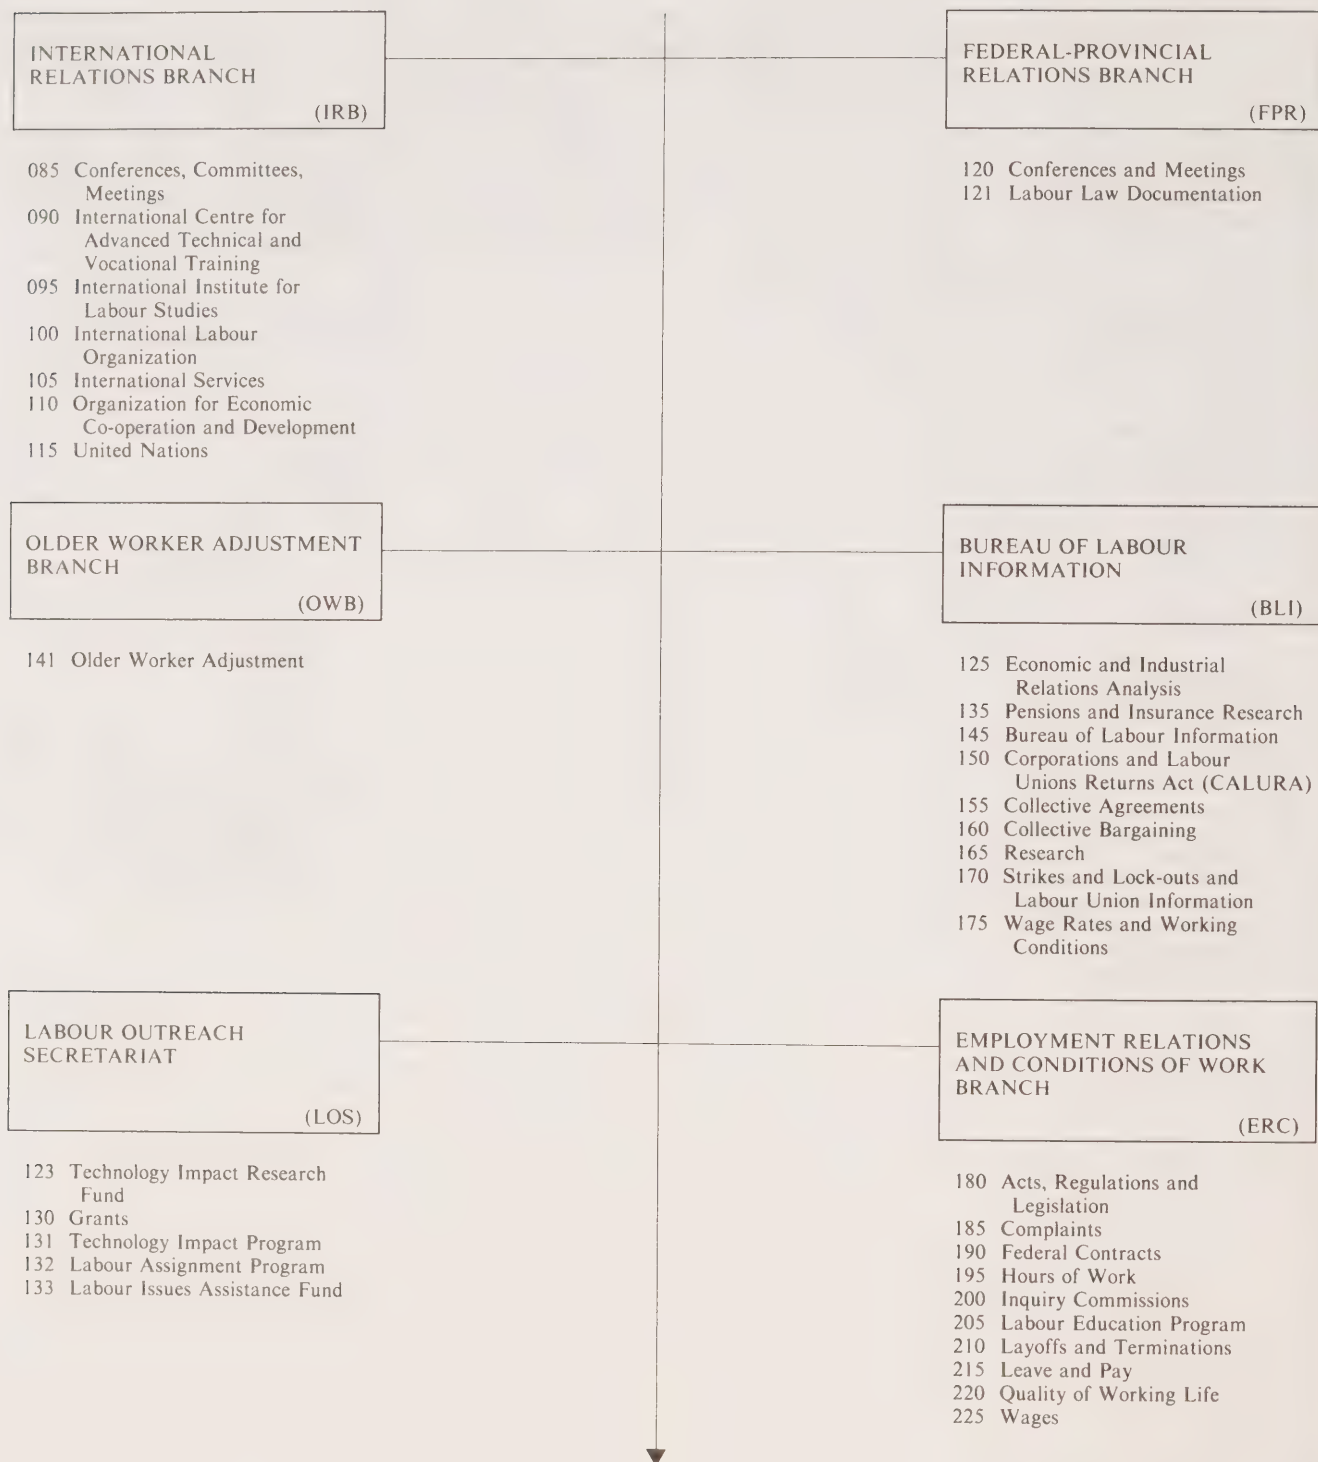 INTERNATIONAL
RELATIONS BRANCH
(IRB)
085 Conferences, Committees,
Meetings
090 International Centre for
Advanced Technical and
Vocational Training
095 International Institute for
Labour Studies
100 International Labour
Organization
105 International Services
110 Organization for Economic
Co-operation and Development
115 United Nations
FEDERAL-PROVINCIAL
RELATIONS BRANCH
(FPR)
120 Conferences and Meetings
121 Labour Law Documentation
OLDER WORKER ADJUSTMENT
BRANCH
(OWB)
141 Older Worker Adjustment
BUREAU OF LABOUR
INFORMATION
(BLI)
125 Economic and Industrial
Relations Analysis
135 Pensions and Insurance Research
145 Bureau of Labour Information
150 Corporations and Labour
Unions Returns Act (CALURA)
155 Collective Agreements
160 Collective Bargaining
165 Research
170 Strikes and Lock-outs and
Labour Union Information
175 Wage Rates and Working
Conditions
LABOUR OUTREACH
SECRETARIAT
(LOS)
123 Technology Impact Research
Fund
130 Grants
131 Technology Impact Program
132 Labour Assignment Program
133 Labour Issues Assistance Fund
EMPLOYMENT RELATIONS
AND CONDITIONS OF WORK
BRANCH
(ERC)
180 Acts, Regulations and
Legislation
185 Complaints
190 Federal Contracts
195 Hours of Work
200 Inquiry Commissions
205 Labour Education Program
210 Layoffs and Terminations
215 Leave and Pay
220 Quality of Working Life
225 Wages